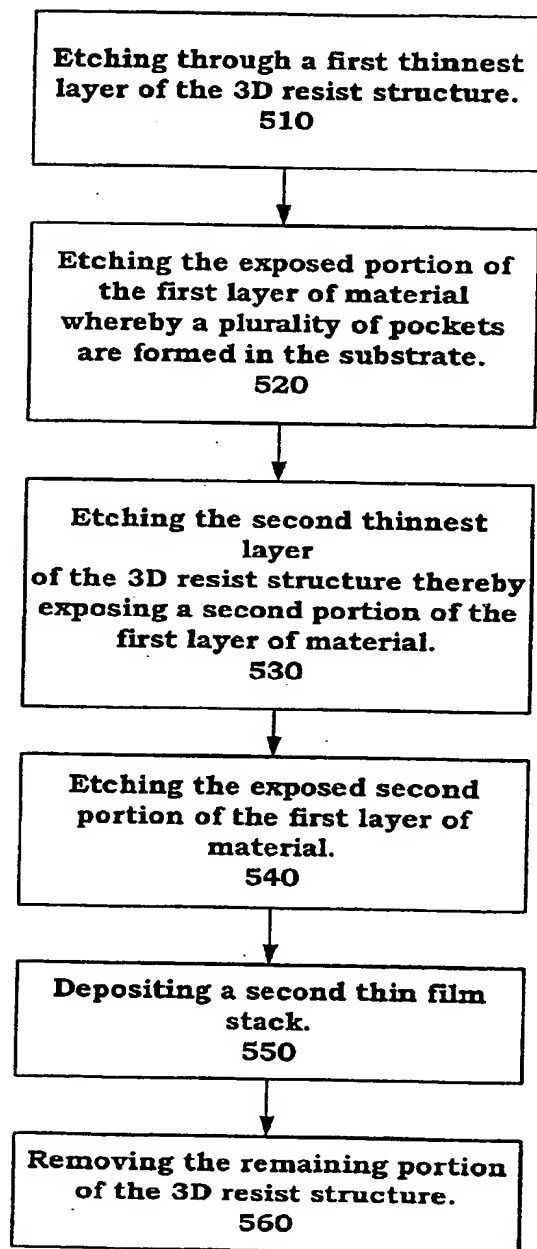 Etching through a first thinnest
layer of the 3D resist structure.
510
Etching the exposed portion of
the first layer of material
whereby a plurality of pockets
are formed in the substrate.
520
Etching the second thinnest
layer
of the 3D resist structure thereby
exposing a second portion of the
first layer of material.
530
Etching the exposed second
portion of the first layer of
material.
540
Depositing a second thin film
stack.
550
Removing the remaining portion
of the 3D resist structure.
560